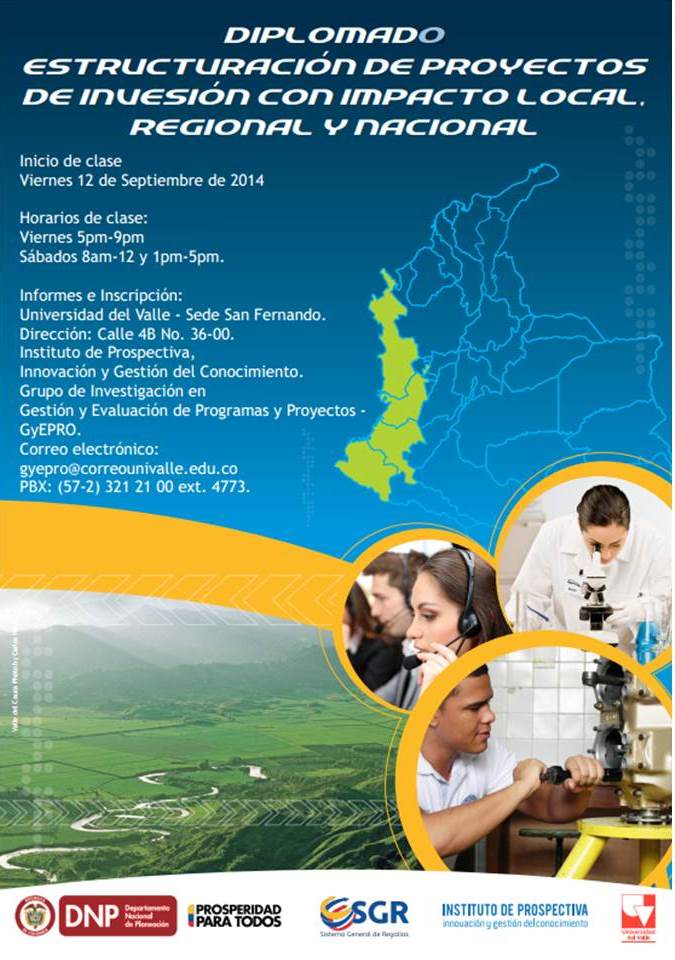 DIPLOMADO
ESTRUCTURACIÓN DE PROYECTOS
DE INVESIÓN CON IMPACTO LOCAL,
REGIONAL Y NACIONAL
Inicio de clase
Viernes 12 de Septiembre de 2014
Horarios de clase:
Viernes 5pm-9pm
Sábados 8am-12 y 1pm-5pm.
Informes e Inscripción:
Universidad del Valle - Sede San Fernando.
Dirección: Calle 4B No. 36-00.
Instituto de Prospectiva,
Innovación y Gestión del Conocimiento.
Grupo de Investigación en
Gestión y Evaluación de Programas y Proyectos -
GyEPRO.
Correo electrónico:
gyepro@correounivalle.edu.co
PBX: (57-2) 321 21 00 ext. 4773.
DNP
Departamento
Nacional
de Planeación
PROSPERIDAD
PARA TODOS
SGR
Sistema General de Regalías
INSTITUTO DE PROSPECTIVA
innovación y gestión del conocimiento
Universidad
del Valle